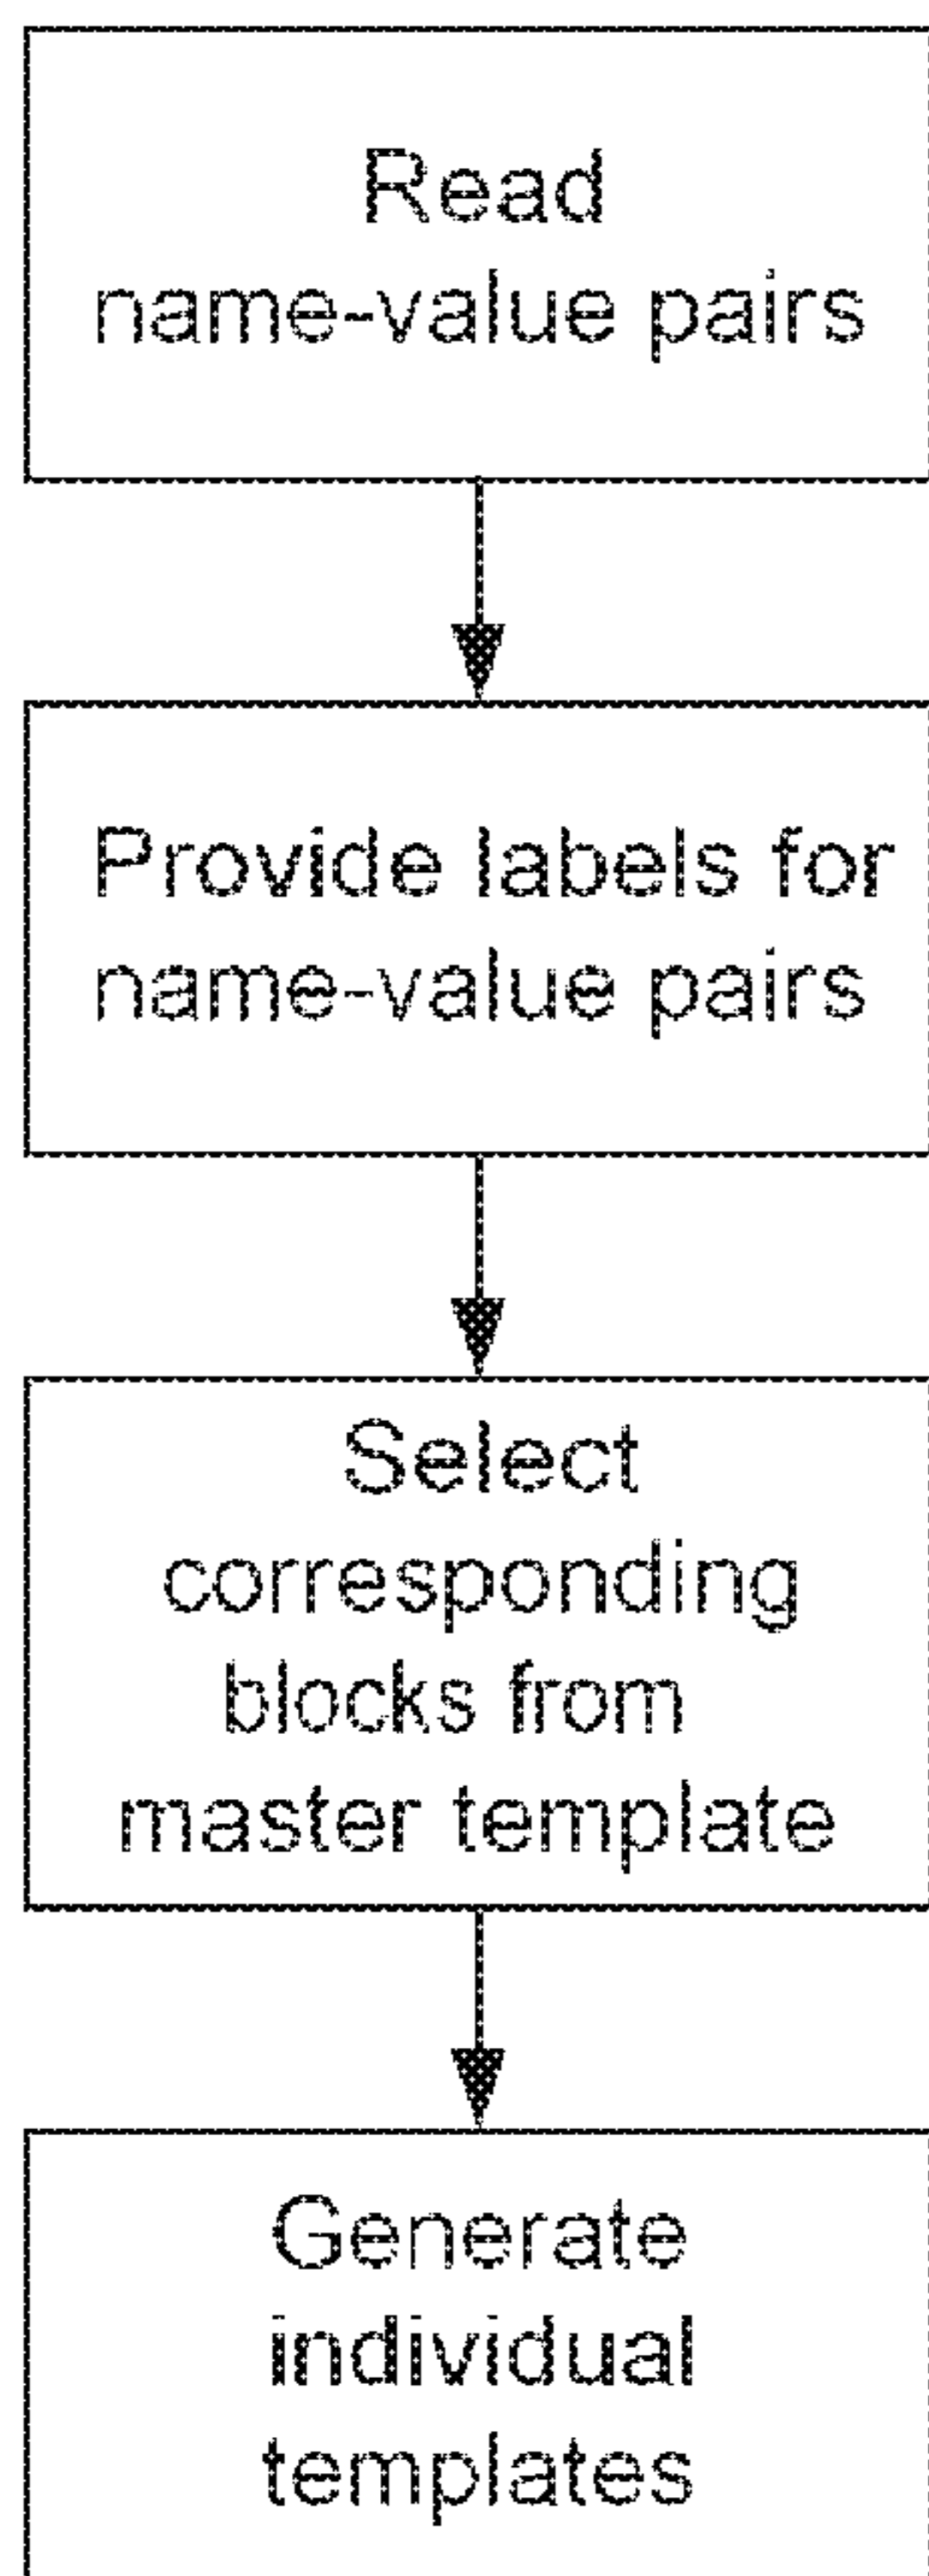 Read
name-value pairs
Provide labels for
name-value pairs
Select
corresponding
blocks from
master template
Generate
individual
templates